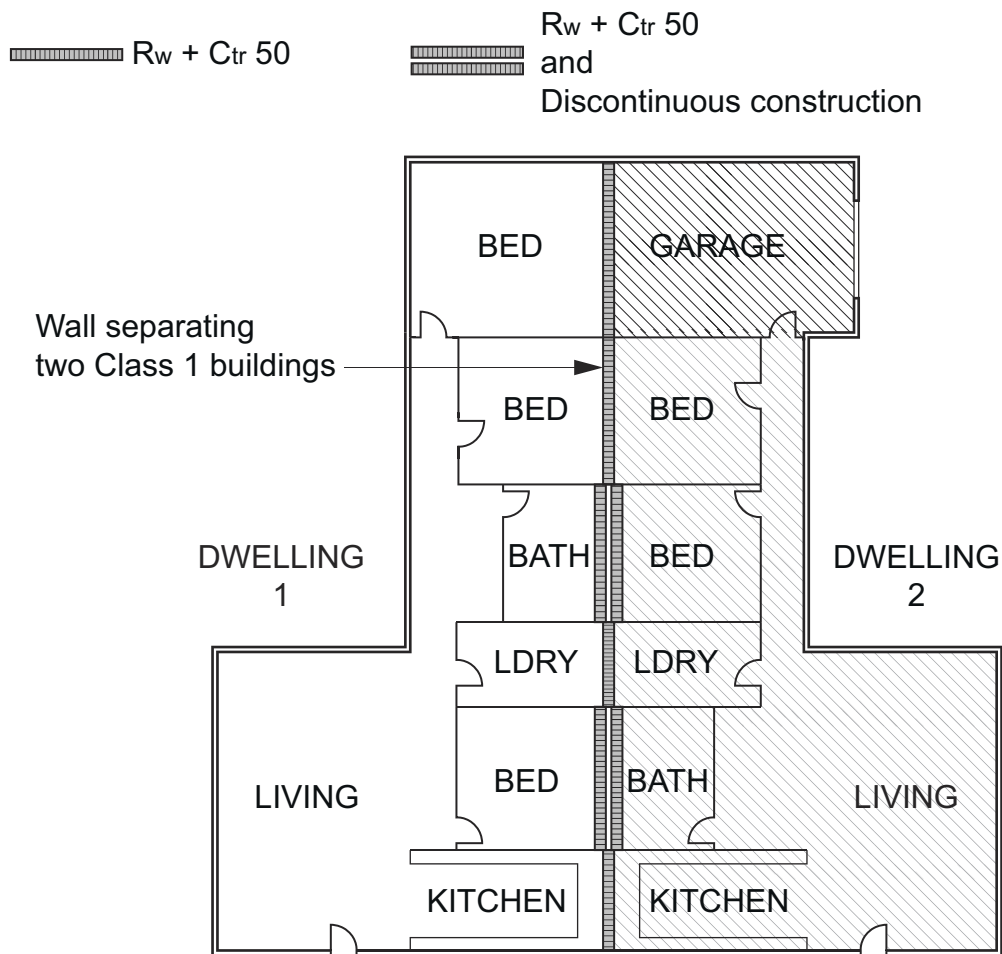 Rw + Ctr 50
Rw + Ctr 50
and
Discontinuous construction
BED
GARAGE
Wall separating
two Class 1 buildings
BED
BED
DWELLING
1
BATH
BED
DWELLING
2
LDRY
LDRY
LIVING
BED
BATH
LIVING
KITCHEN
KITCHEN